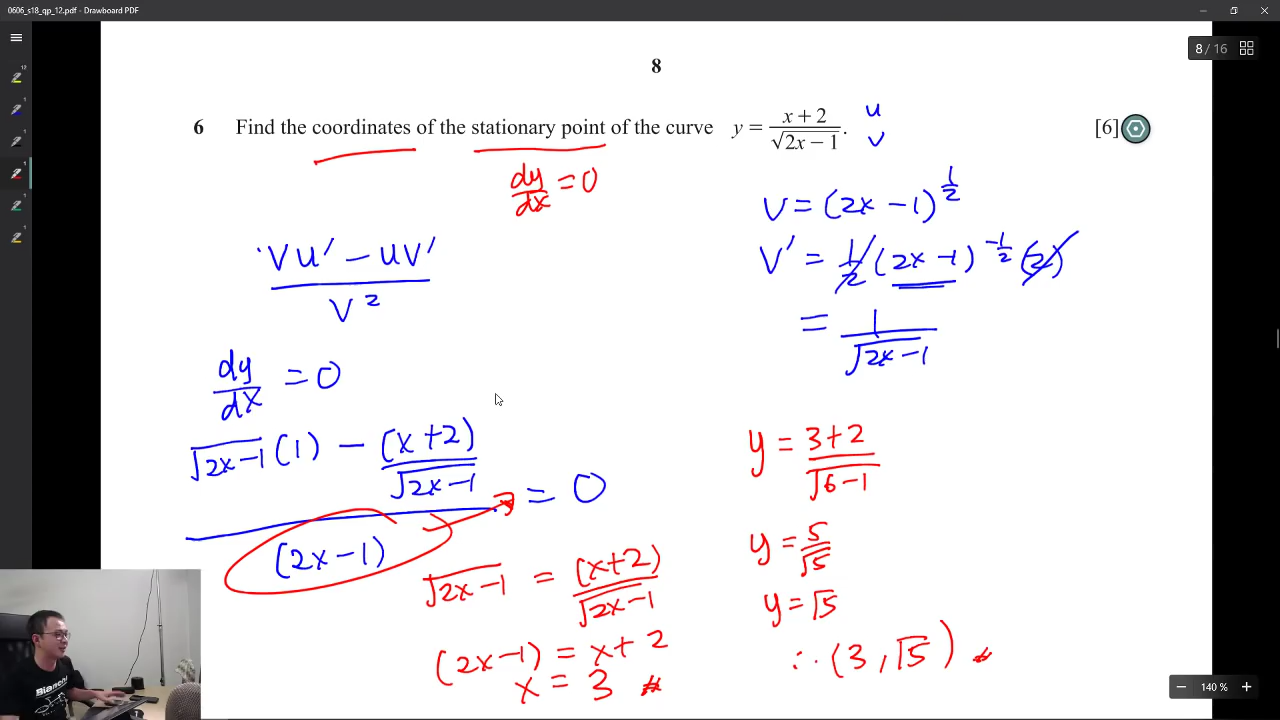 0606_s18_qp_12.pdf - Drawboard PDF
8 / 16
8
6 Find the coordinates of the stationary point of the curve y = (x + 2)/√(2x − 1). [6]
u
v
dy/dx = 0
v = (2x − 1)^(1/2)
vu′ − uv′
v²
v′ = 1/2 (2x − 1)^(−1/2) (2)
= 1/√(2x−1)
dy/dx = 0
√(2x−1) (1) − (x+2)/√(2x−1)
= 0
(2x−1)
√(2x−1) = (x+2)/√(2x−1)
(2x−1) = x+2
x = 3
y = (3+2)/√(6−1)
y = 5/√5
y = √5
∴ (3, √5)
Bianchi
140 %